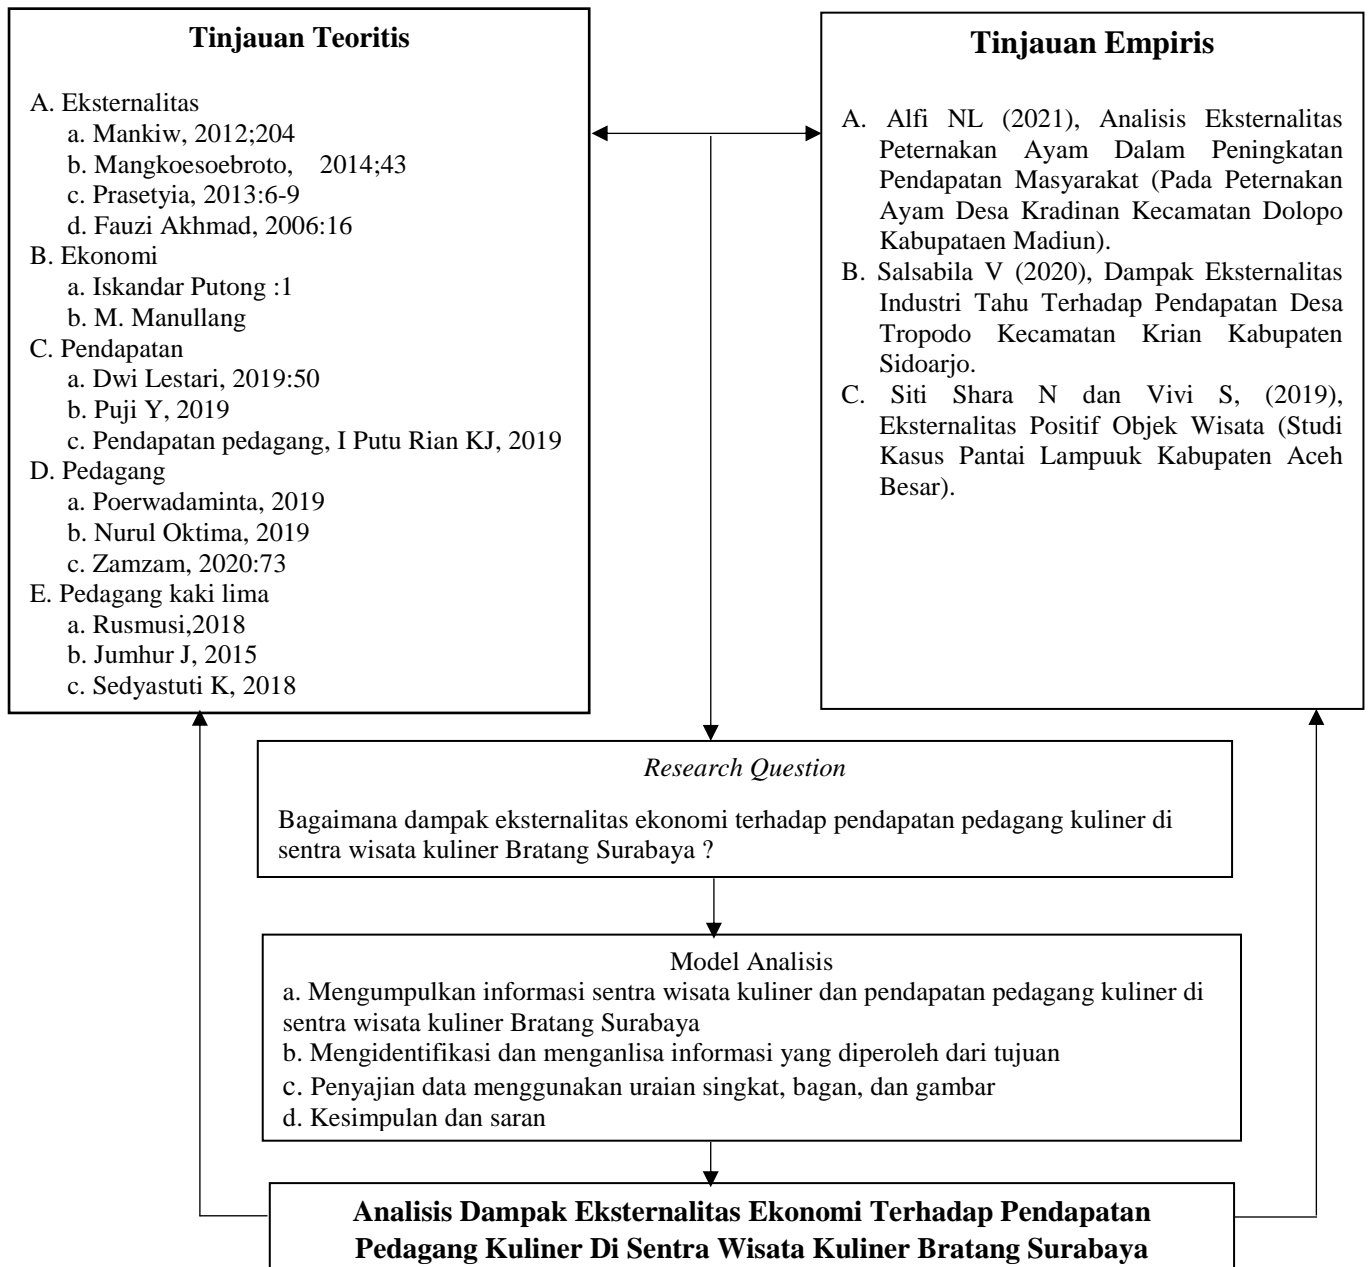 Tinjauan Teoritis
A. Eksternalitas
a. Mankiw, 2012;204
b. Mangkoesoebroto, 2014;43
c. Prasetyia, 2013:6-9
d. Fauzi Akhmad, 2006:16
B. Ekonomi
a. Iskandar Putong :1
b. M. Manullang
C. Pendapatan
a. Dwi Lestari, 2019:50
b. Puji Y, 2019
c. Pendapatan pedagang, I Putu Rian KJ, 2019
D. Pedagang
a. Poerwadaminta, 2019
b. Nurul Oktima, 2019
c. Zamzam, 2020:73
E. Pedagang kaki lima
a. Rusmusi,2018
b. Jumhur J, 2015
c. Sedyastuti K, 2018
Tinjauan Empiris
A. Alfi NL (2021), Analisis Eksternalitas
Peternakan Ayam Dalam Peningkatan
Pendapatan Masyarakat (Pada Peternakan
Ayam Desa Kradinan Kecamatan Dolopo
Kabupataen Madiun).
B. Salsabila V (2020), Dampak Eksternalitas
Industri Tahu Terhadap Pendapatan Desa
Tropodo Kecamatan Krian Kabupaten
Sidoarjo.
C. Siti Shara N dan Vivi S, (2019),
Eksternalitas Positif Objek Wisata (Studi
Kasus Pantai Lampuuk Kabupaten Aceh
Besar).
Research Question
Bagaimana dampak eksternalitas ekonomi terhadap pendapatan pedagang kuliner di
sentra wisata kuliner Bratang Surabaya ?
Model Analisis
a. Mengumpulkan informasi sentra wisata kuliner dan pendapatan pedagang kuliner di
sentra wisata kuliner Bratang Surabaya
b. Mengidentifikasi dan menganlisa informasi yang diperoleh dari tujuan
c. Penyajian data menggunakan uraian singkat, bagan, dan gambar
d. Kesimpulan dan saran
Analisis Dampak Eksternalitas Ekonomi Terhadap Pendapatan
Pedagang Kuliner Di Sentra Wisata Kuliner Bratang Surabaya